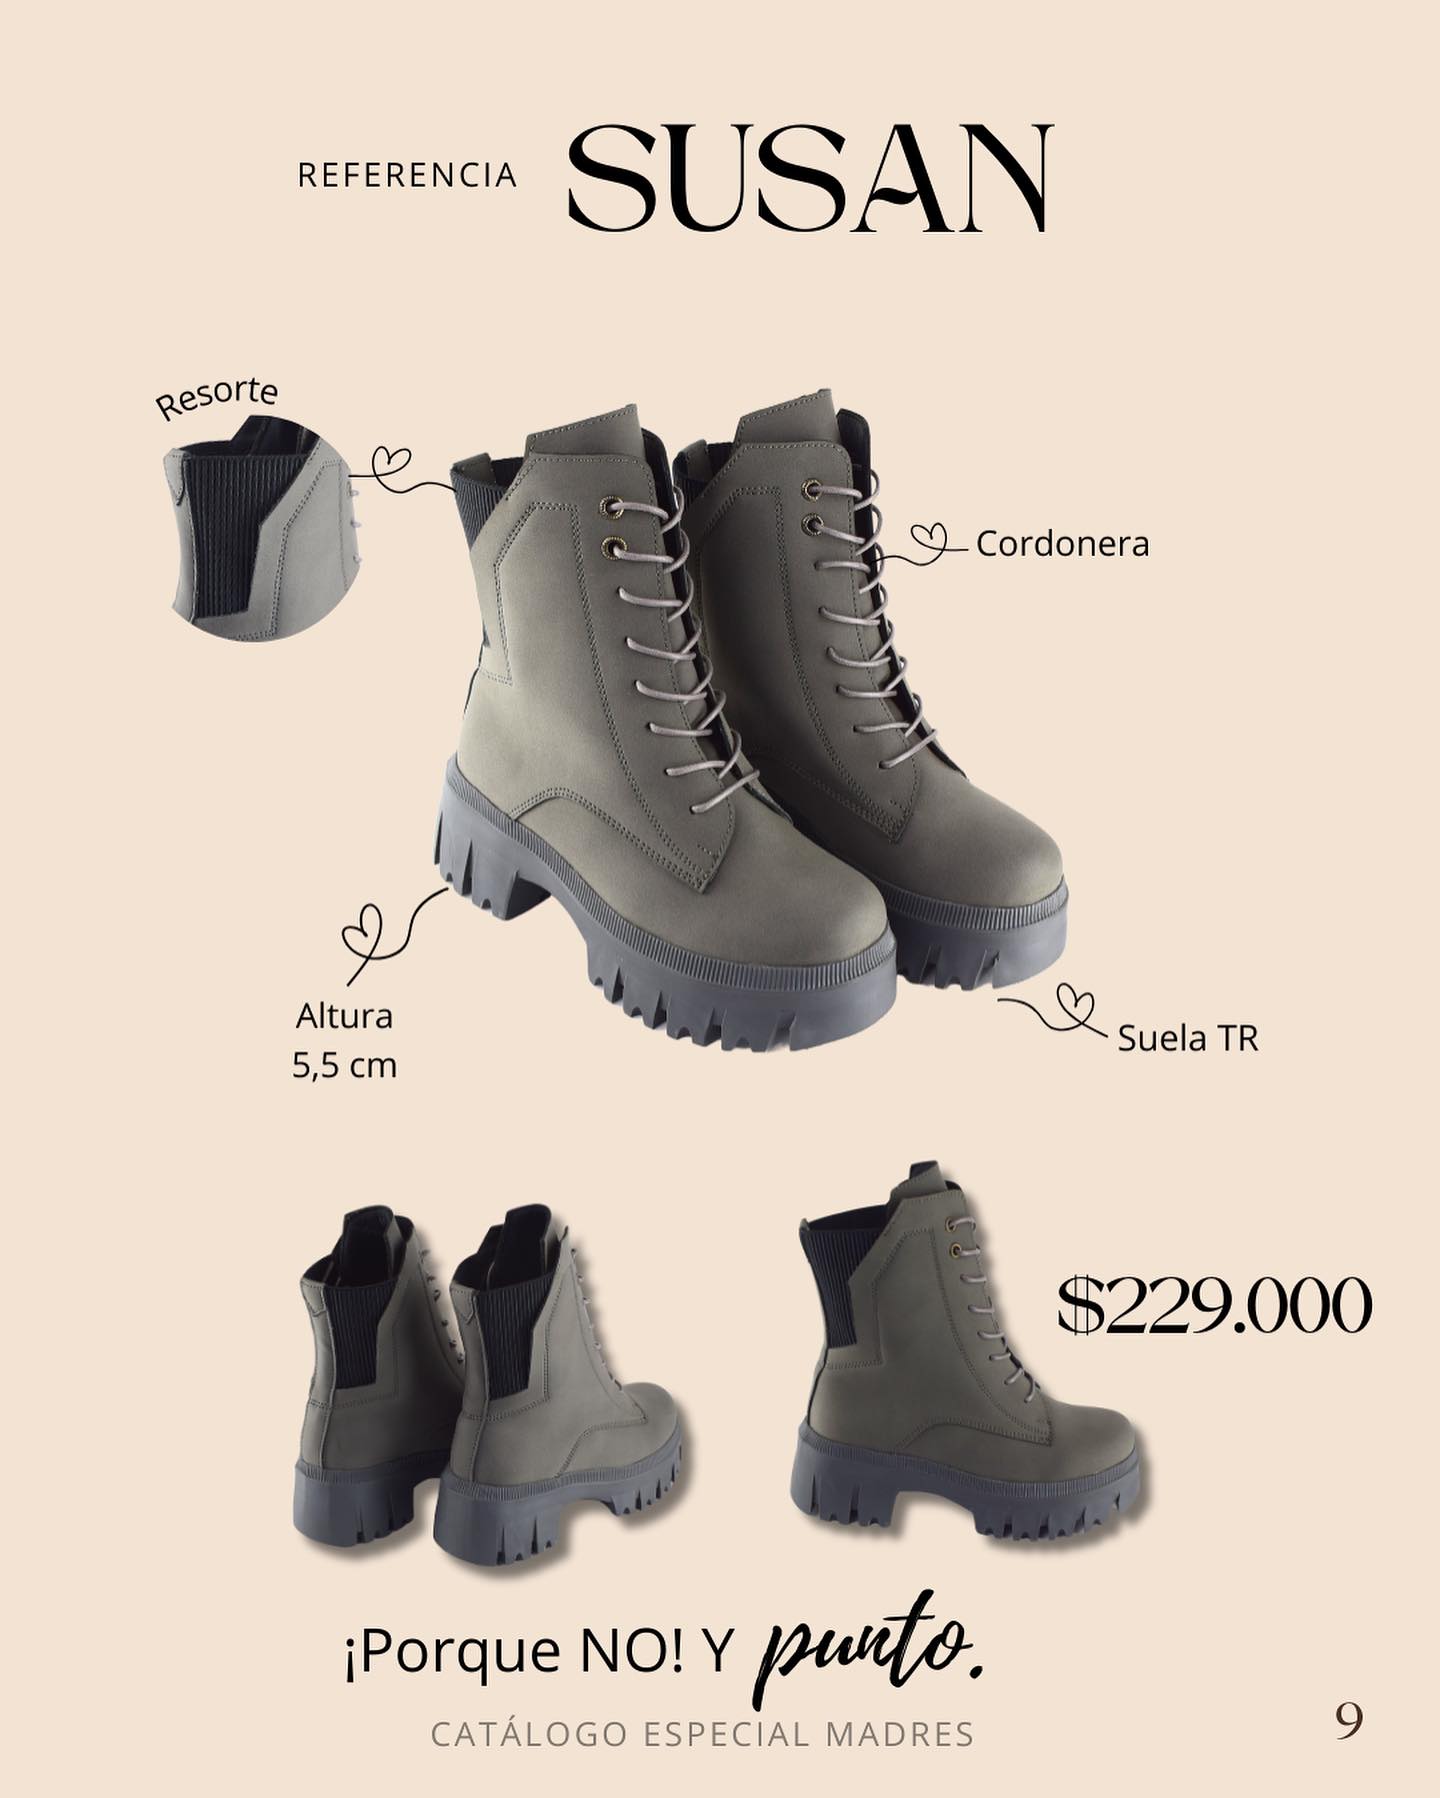 REFERENCIA SUSAN
Resorte
Cordonera
Altura
5,5 cm
Suela TR
$229.000
¡Porque NO! Y punto.
CATÁLOGO ESPECIAL MADRES
9